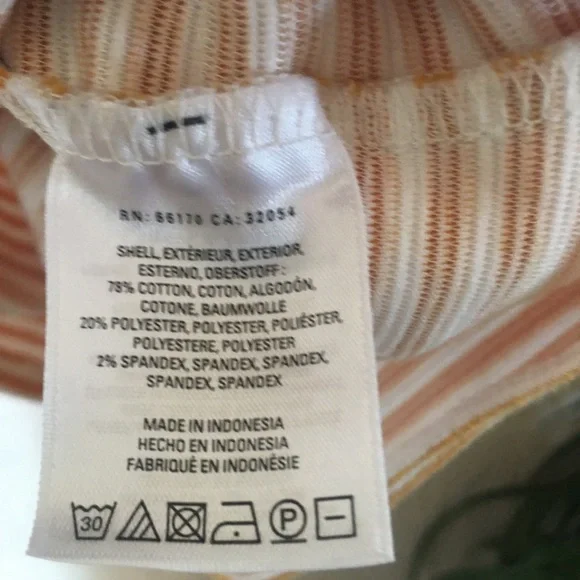 RN: 66170 CA: 32054
SHELL, EXTÉRIEUR, EXTERIOR,
ESTERNO, OBERSTOFF:
78% COTTON, COTON, ALGODÓN,
COTONE, BAUMWOLLE
20% POLYESTER, POLYESTER, POLIÉSTER,
POLYESTERE, POLYESTER
2% SPANDEX, SPANDEX, SPANDEX,
SPANDEX, SPANDEX
MADE IN INDONESIA
HECHO EN INDONESIA
FABRIQUÉ EN INDONÉSIE
30 P